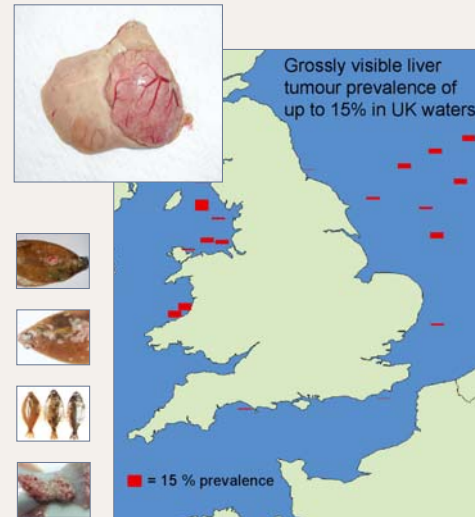 Grossly visible liver
tumour prevalence of
up to 15% in UK waters
= 15 % prevalence